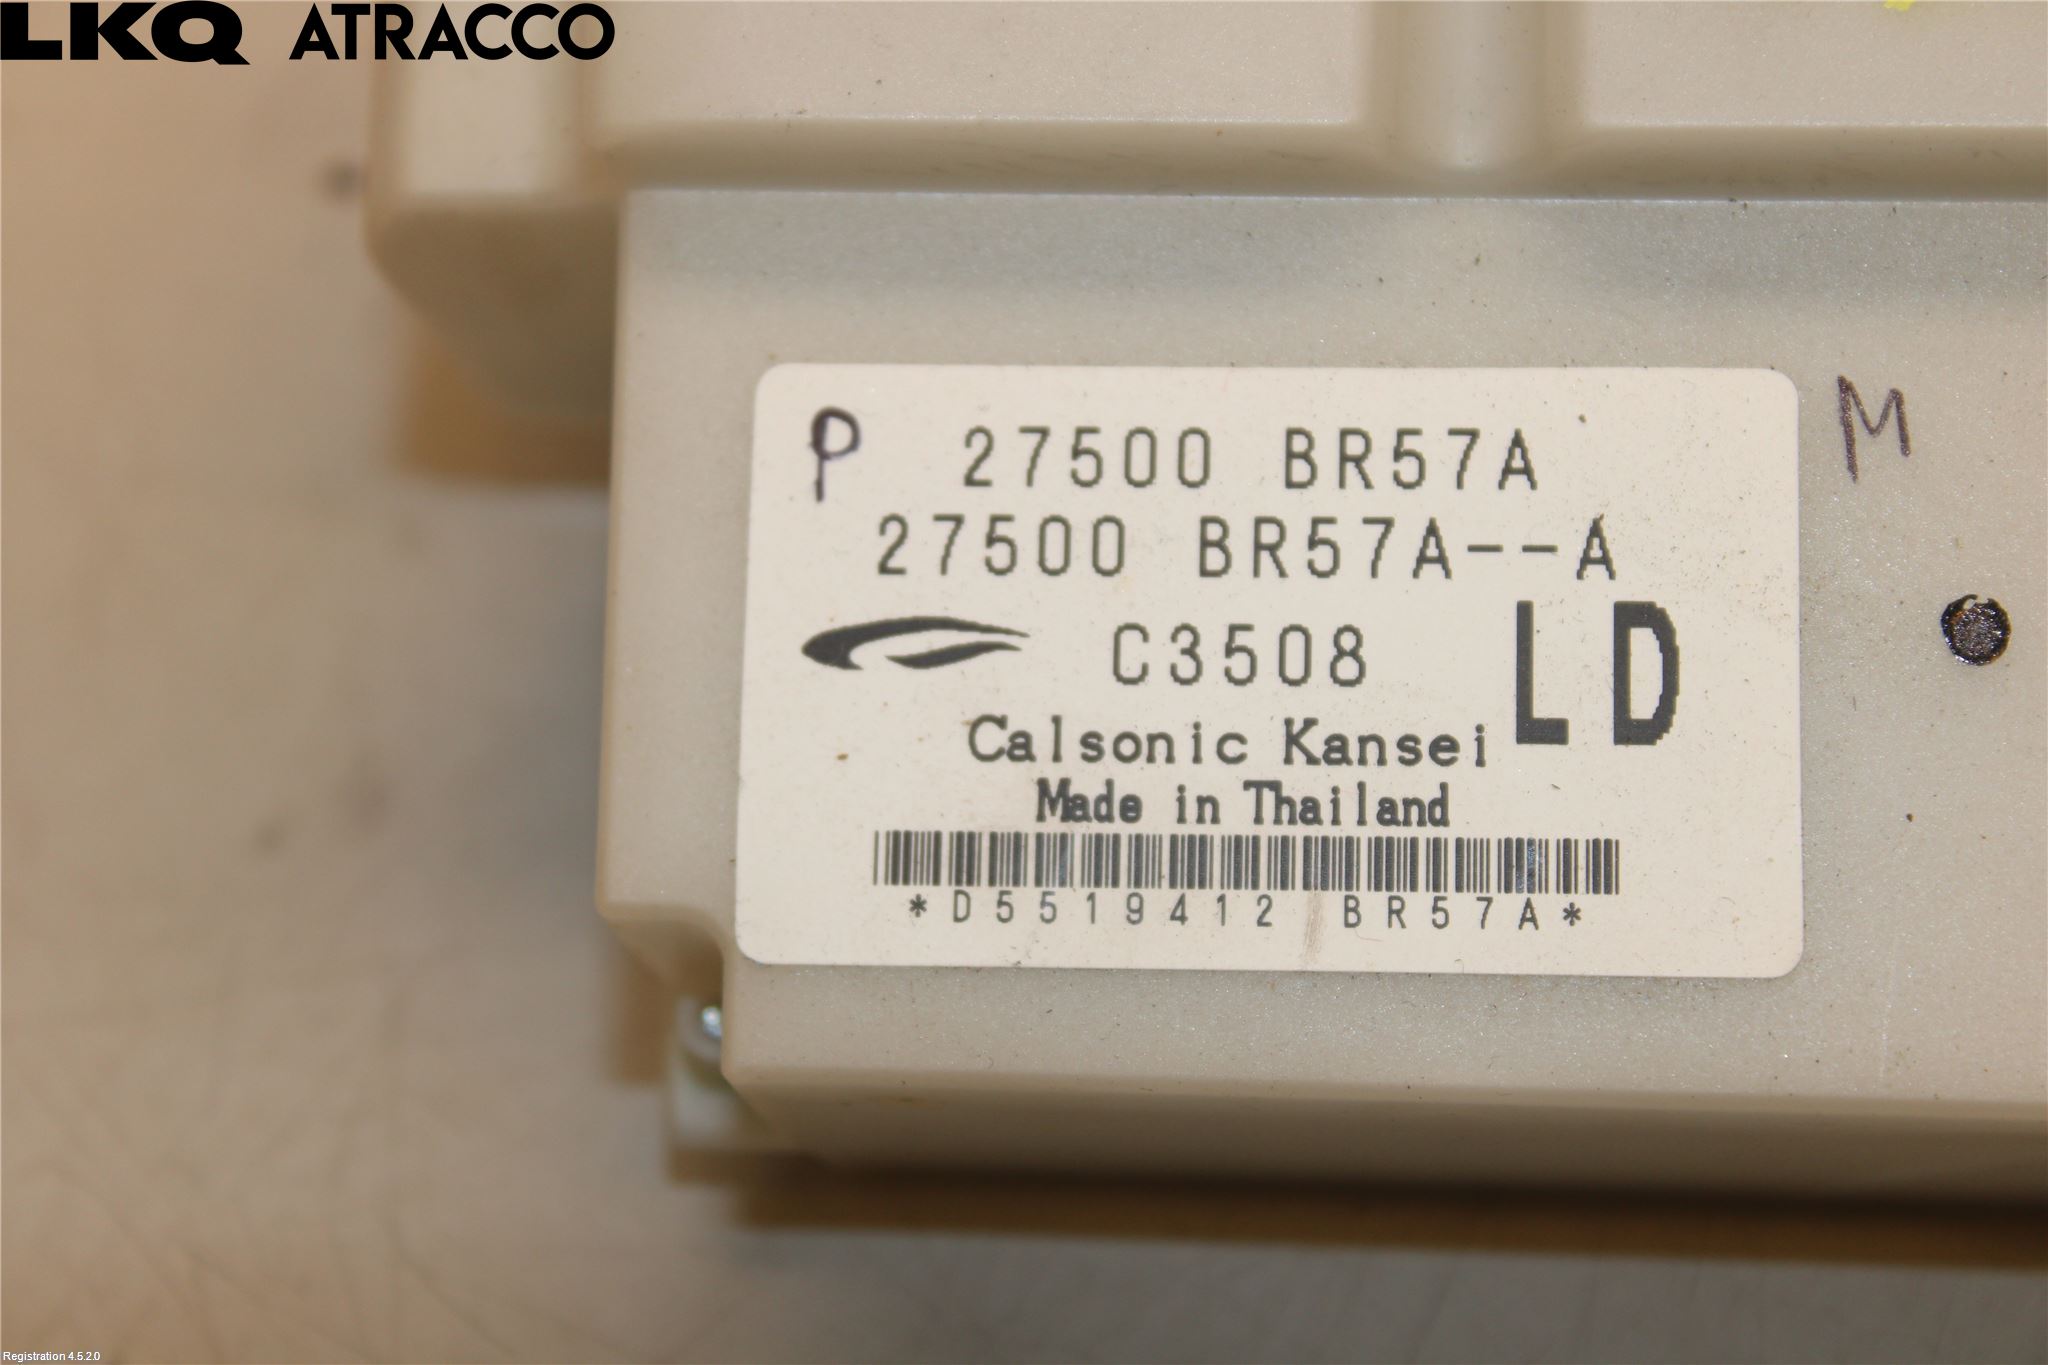 LKQ ATRACCO
P 27500 BR57A
M
27500 BR57A--A
C3508 LD
Calsonic Kansei
Made in Thailand
*D5519412 BR57A*
Registration 4.5.2.0